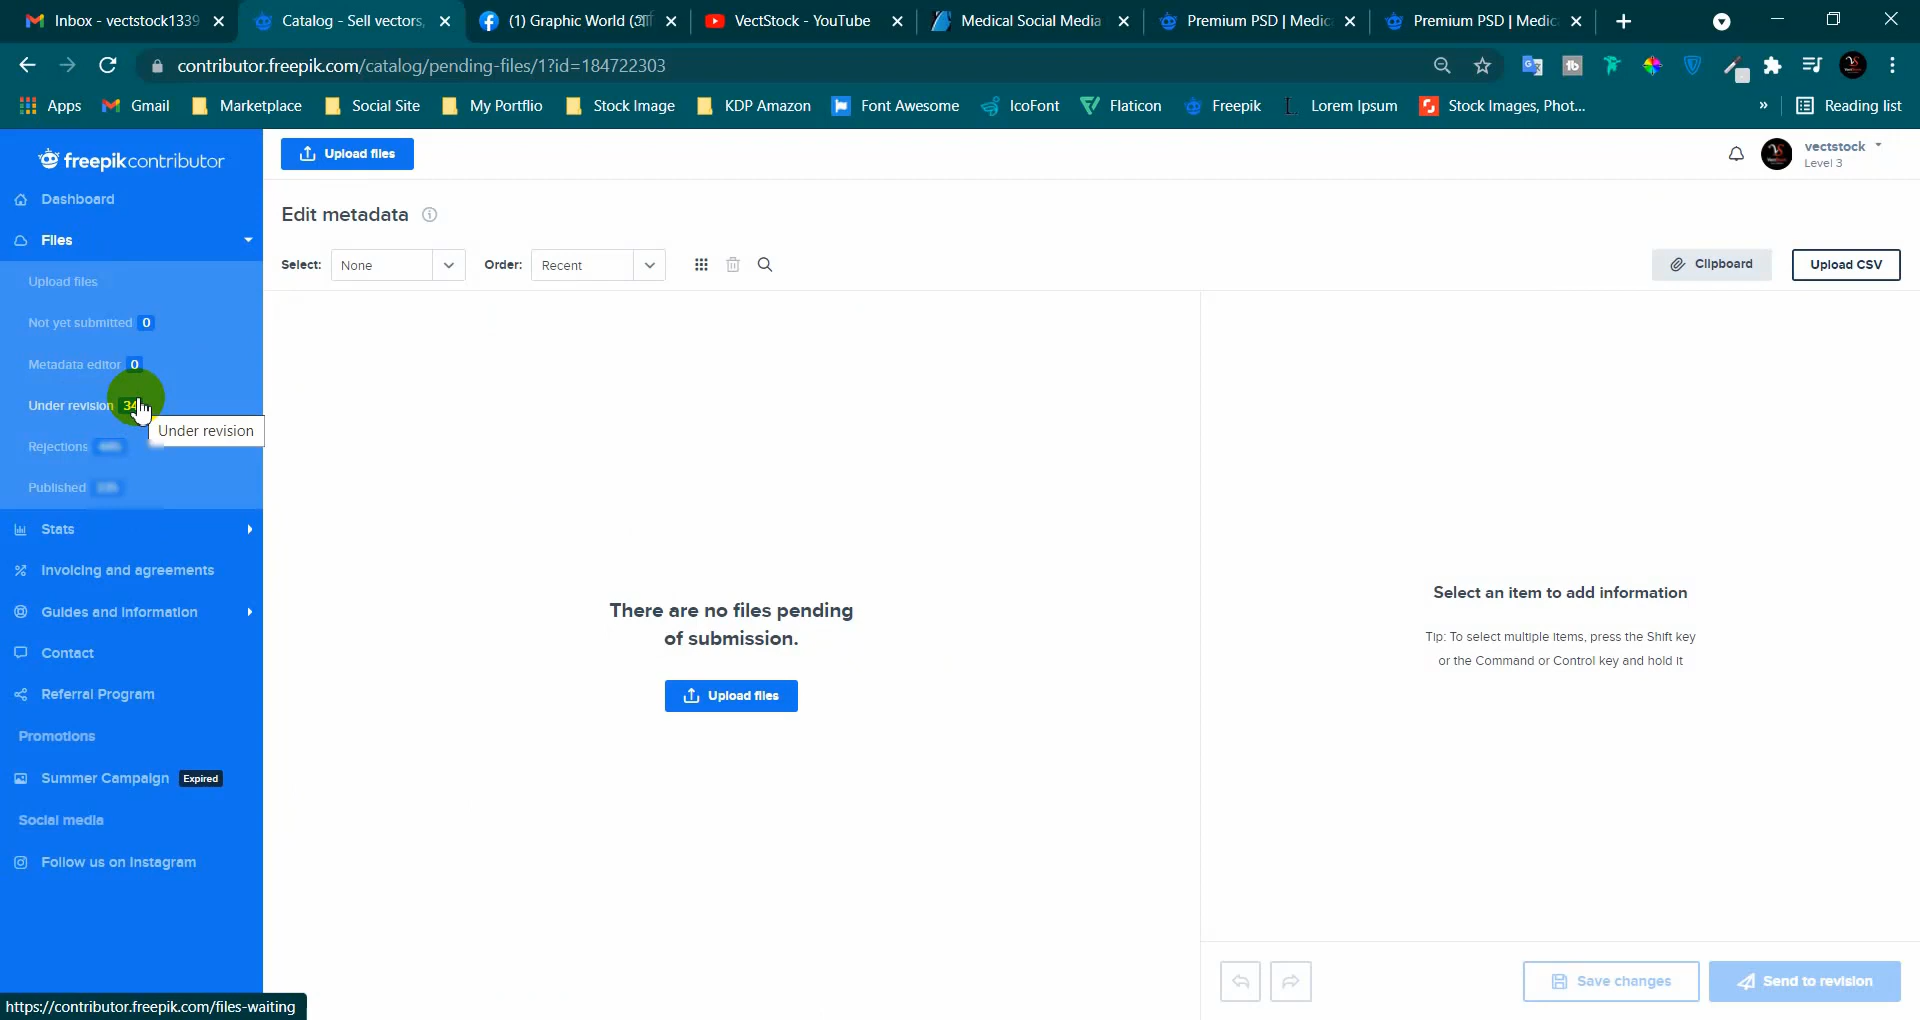 Inbox - vectstock1339
Catalog - Sell vectors,
(1) Graphic World
VectStock - YouTube
Medical Social Media
Premium PSD | Medic
Premium PSD | Medic
contributor.freepik.com/catalog/pending-files/1?id=184722303
Apps
Gmail
Marketplace
Social Site
My Portflio
Stock Image
KDP Amazon
Font Awesome
IcoFont
Flaticon
Freepik
Lorem Ipsum
Stock Images, Phot...
»
Reading list
freepikcontributor
Upload files
vectstock
Level 3
Dashboard
Files
Upload files
Not yet submitted 0
Metadata editor 0
Under revision 34
Under revision
Rejections
Published
Stats
Invoicing and agreements
Guides and information
Contact
Referral Program
Promotions
Summer Campaign Expired
Social media
Follow us on Instagram
Edit metadata
Select: None
Order: Recent
Clipboard
Upload CSV
There are no files pending
of submission.
Upload files
Select an item to add information
Tip: To select multiple items, press the Shift key
or the Command or Control key and hold it
Save changes
Send to revision
https://contributor.freepik.com/files-waiting